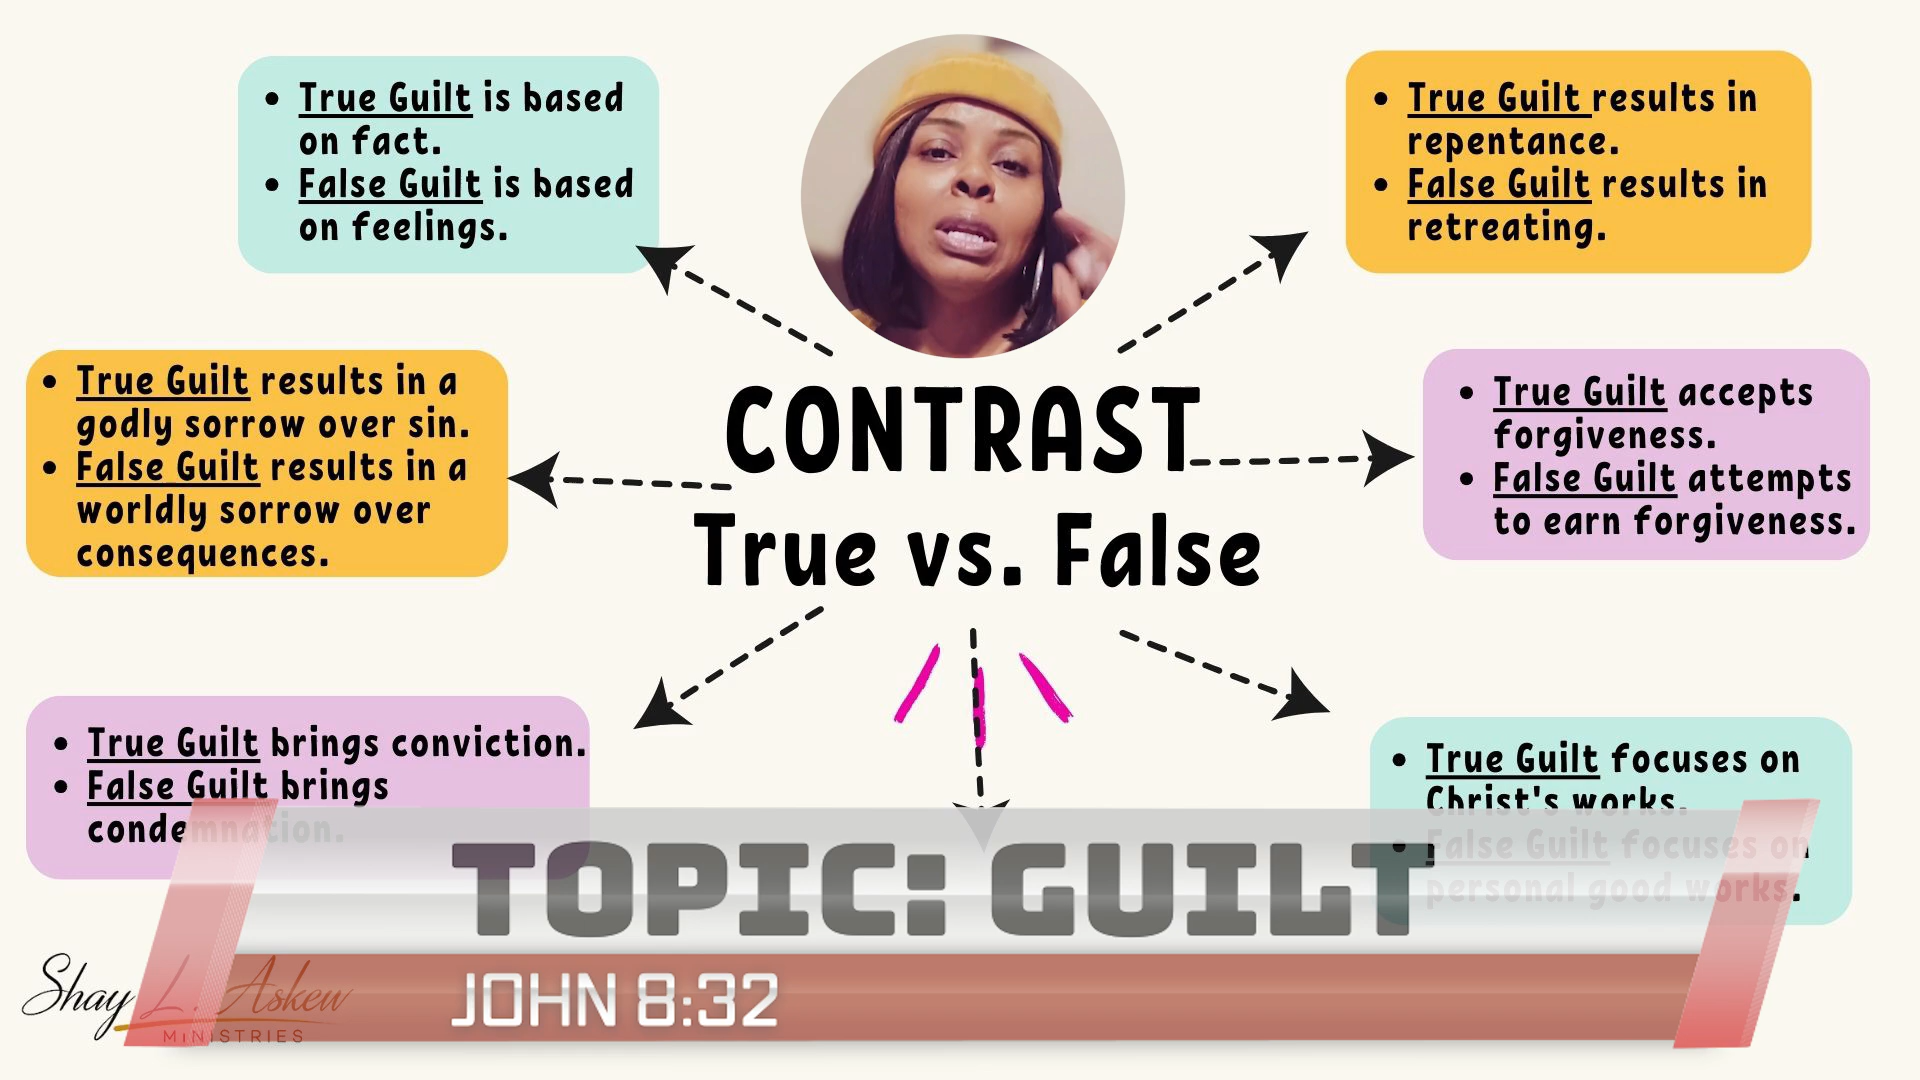 True Guilt is based
on fact.
False Guilt is based
on feelings.
True Guilt results in
repentance.
False Guilt results in
retreating.
True Guilt results in a
godly sorrow over sin.
False Guilt results in a
worldly sorrow over
consequences.
CONTRAST
True vs. False
True Guilt accepts
forgiveness.
False Guilt attempts
to earn forgiveness.
True Guilt brings conviction.
False Guilt brings
condemnation.
True Guilt focuses on
Christ's works.
False Guilt focuses on
personal good works.
TOPIC: GUILT
JOHN 8:32
Shay L. Askew
MINISTRIES